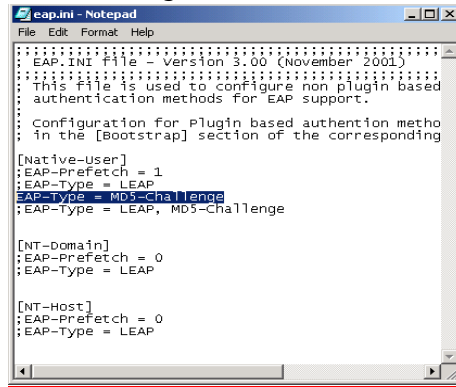 eap.ini - Notepad
File Edit Format Help
;;;;;;;;;;;;;;;;;;;;;;;;;;;;;;;;;;;;;;;;;;;;;;;;;;;
; EAP.INI file - Version 3.00 (November 2001)
;;;;;;;;;;;;;;;;;;;;;;;;;;;;;;;;;;;;;;;;;;;;;;;;;;;
; This file is used to configure non plugin based
; authentication methods for EAP support.
;
; Configuration for Plugin based authention metho
; in the [Bootstrap] section of the corresponding
[Native-User]
;EAP-Prefetch = 1
;EAP-Type = LEAP
EAP-Type = MD5-Challenge
;EAP-Type = LEAP, MD5-Challenge
[NT-Domain]
;EAP-Prefetch = 0
;EAP-Type = LEAP
[NT-Host]
;EAP-Prefetch = 0
;EAP-Type = LEAP